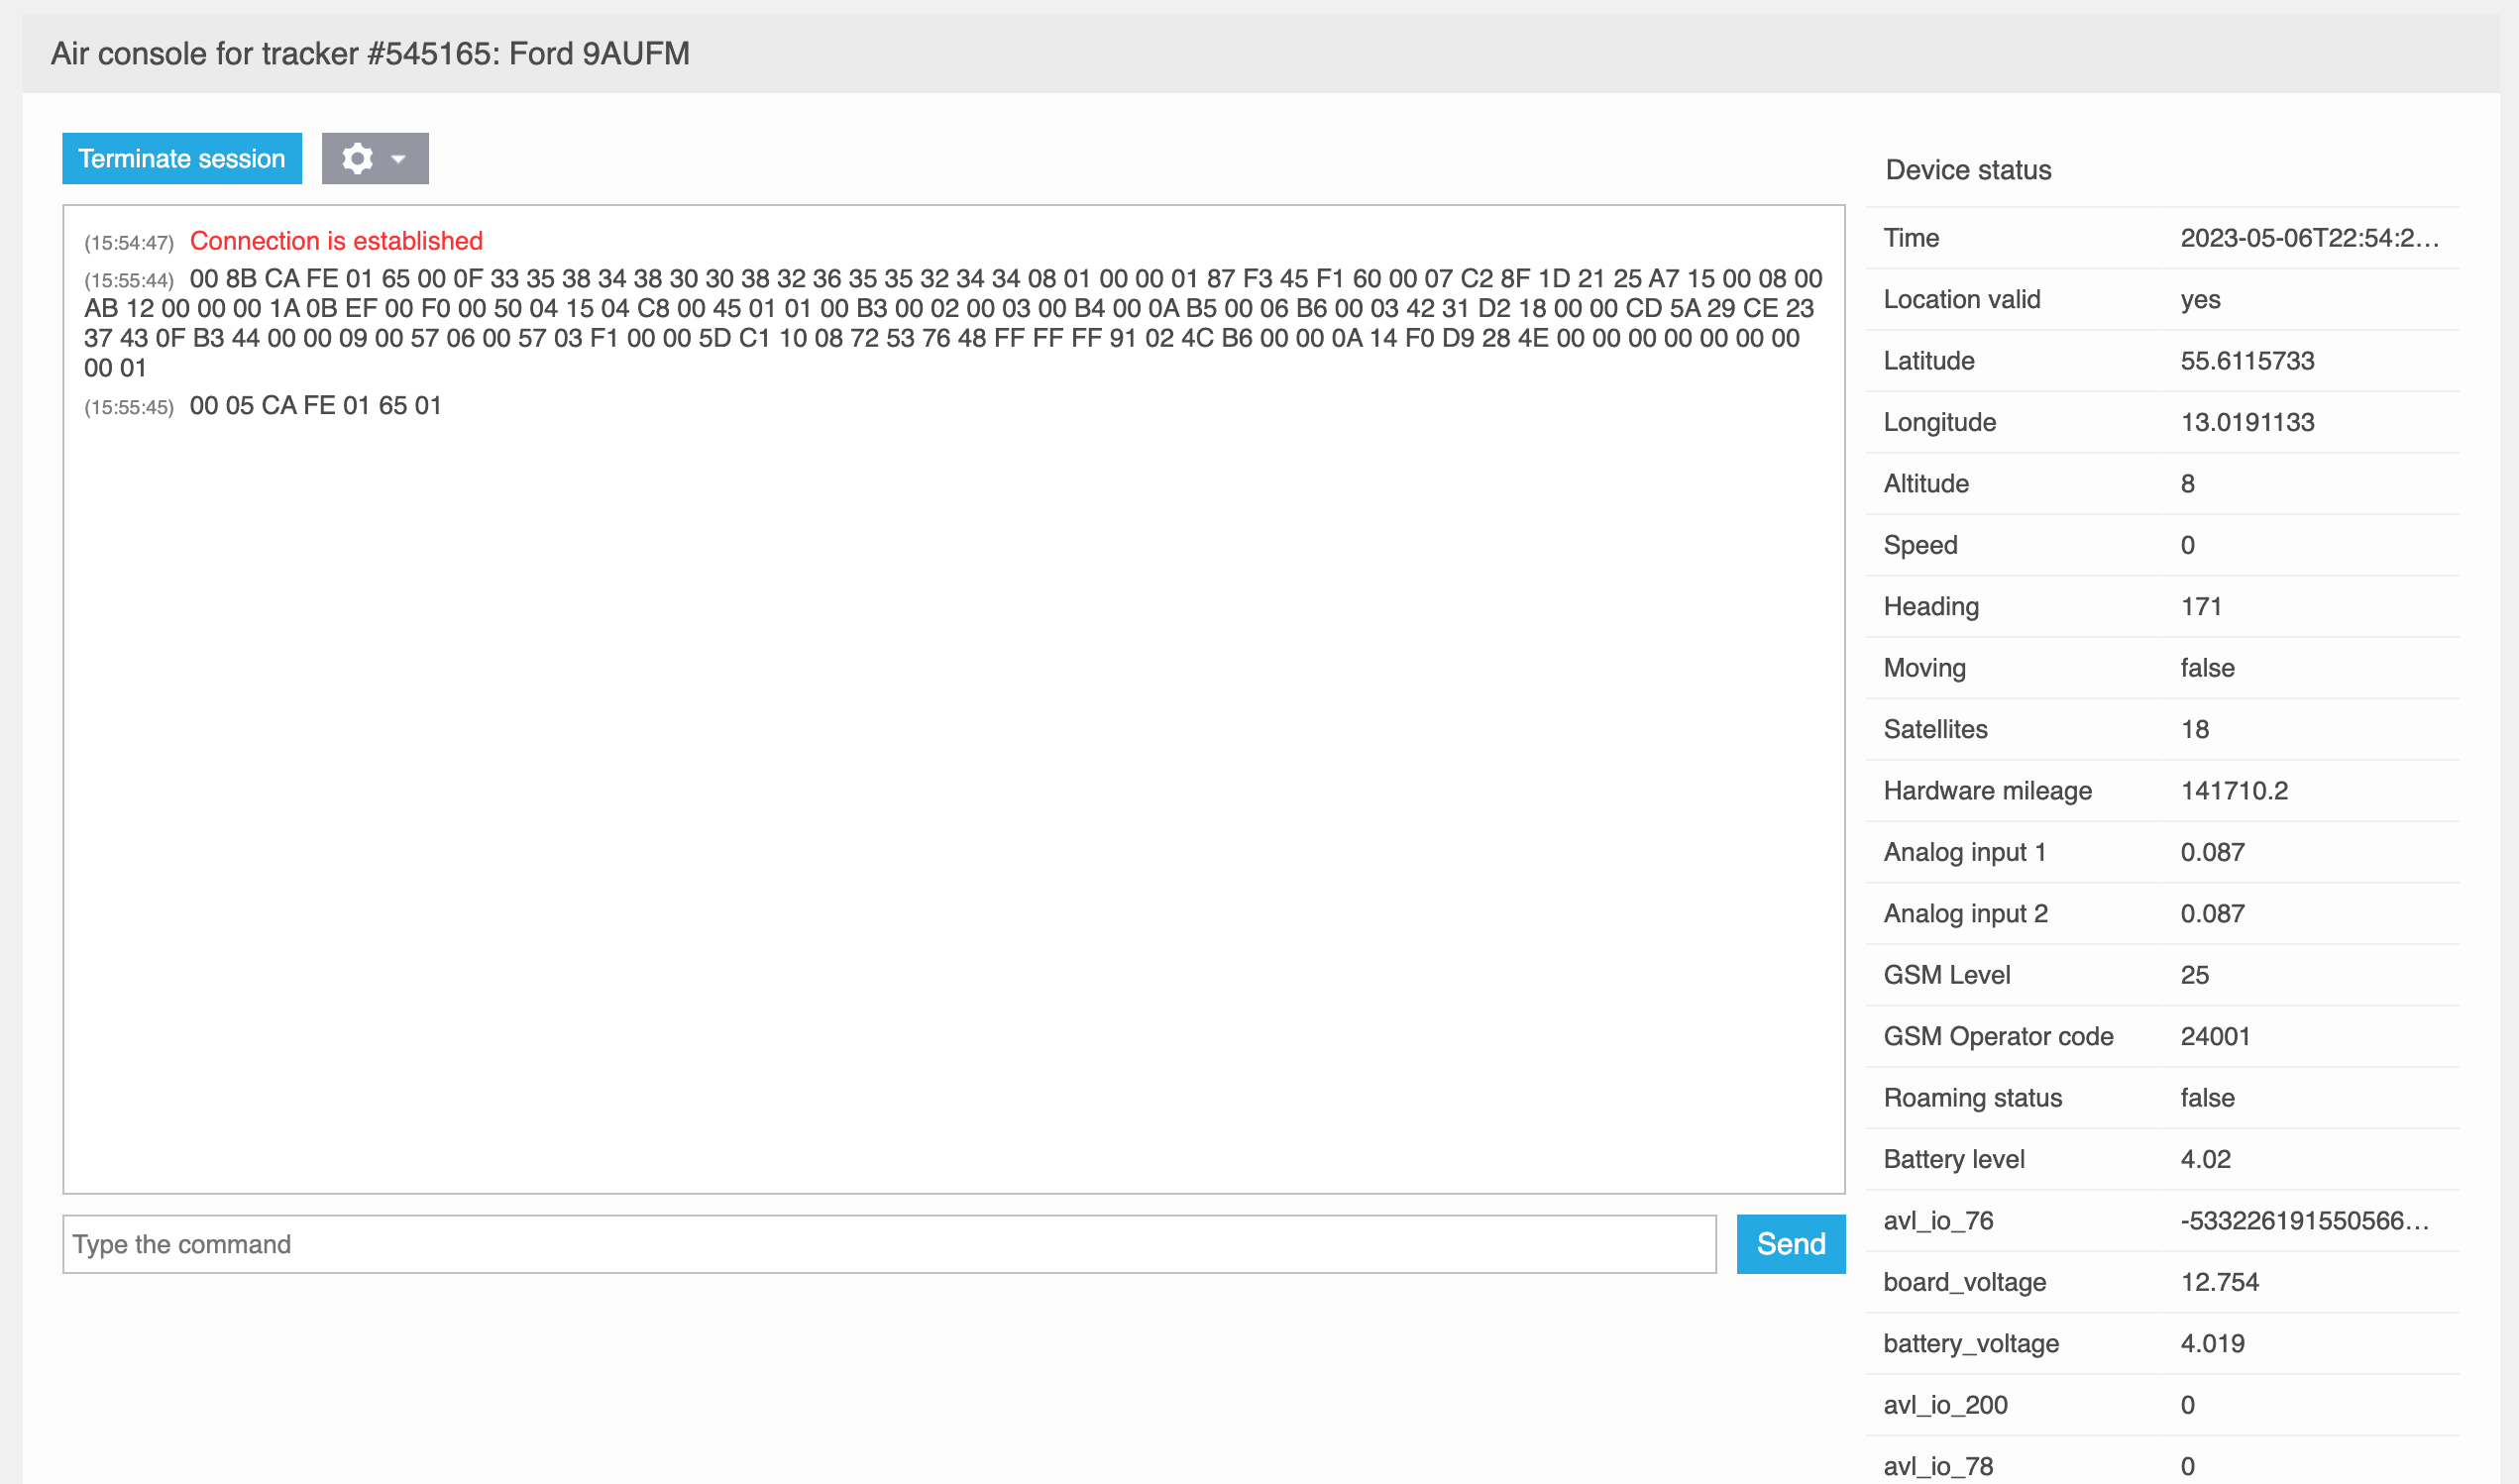 Air console for tracker #545165: Ford 9AUFM
Terminate session
(15:54:47) Connection is established
(15:55:44) 00 8B CA FE 01 65 00 0F 33 35 38 34 38 30 30 38 32 36 35 35 32 34 34 08 01 00 00 01 87 F3 45 F1 60 00 07 C2 8F 1D 21 25 A7 15 00 08 00
AB 12 00 00 00 1A 0B EF 00 F0 00 50 04 15 04 C8 00 45 01 01 00 B3 00 02 00 03 00 B4 00 0A B5 00 06 B6 00 03 42 31 D2 18 00 00 CD 5A 29 CE 23
37 43 0F B3 44 00 00 09 00 57 06 00 57 03 F1 00 00 5D C1 10 08 72 53 76 48 FF FF FF 91 02 4C B6 00 00 0A 14 F0 D9 28 4E 00 00 00 00 00 00 00
00 01
(15:55:45) 00 05 CA FE 01 65 01
Type the command
Send
Device status
Time 2023-05-06T22:54:2…
Location valid yes
Latitude 55.6115733
Longitude 13.0191133
Altitude 8
Speed 0
Heading 171
Moving false
Satellites 18
Hardware mileage 141710.2
Analog input 1 0.087
Analog input 2 0.087
GSM Level 25
GSM Operator code 24001
Roaming status false
Battery level 4.02
avl_io_76 -533226191550566…
board_voltage 12.754
battery_voltage 4.019
avl_io_200 0
avl_io_78 0